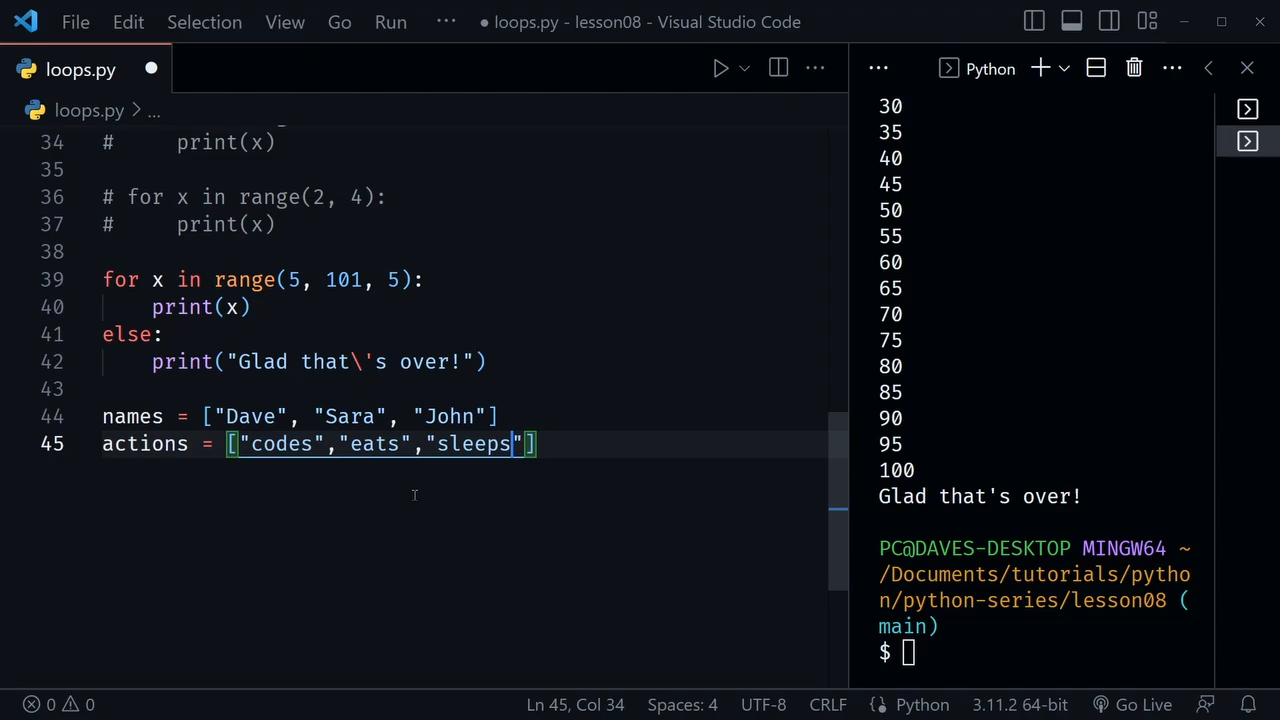 File Edit Selection View Go Run ··· ● loops.py - lesson08 - Visual Studio Code
loops.py
Python
loops.py > ...
34 #     print(x)
35
36 # for x in range(2, 4):
37 #     print(x)
38
39 for x in range(5, 101, 5):
40     print(x)
41 else:
42     print("Glad that\'s over!")
43
44 names = ["Dave", "Sara", "John"]
45 actions = ["codes","eats","sleeps"]
30
35
40
45
50
55
60
65
70
75
80
85
90
95
100
Glad that's over!
PC@DAVES-DESKTOP MINGW64 ~
/Documents/tutorials/pytho
n/python-series/lesson08 (
main)
$
0 0 Ln 45, Col 34 Spaces: 4 UTF-8 CRLF Python 3.11.2 64-bit Go Live